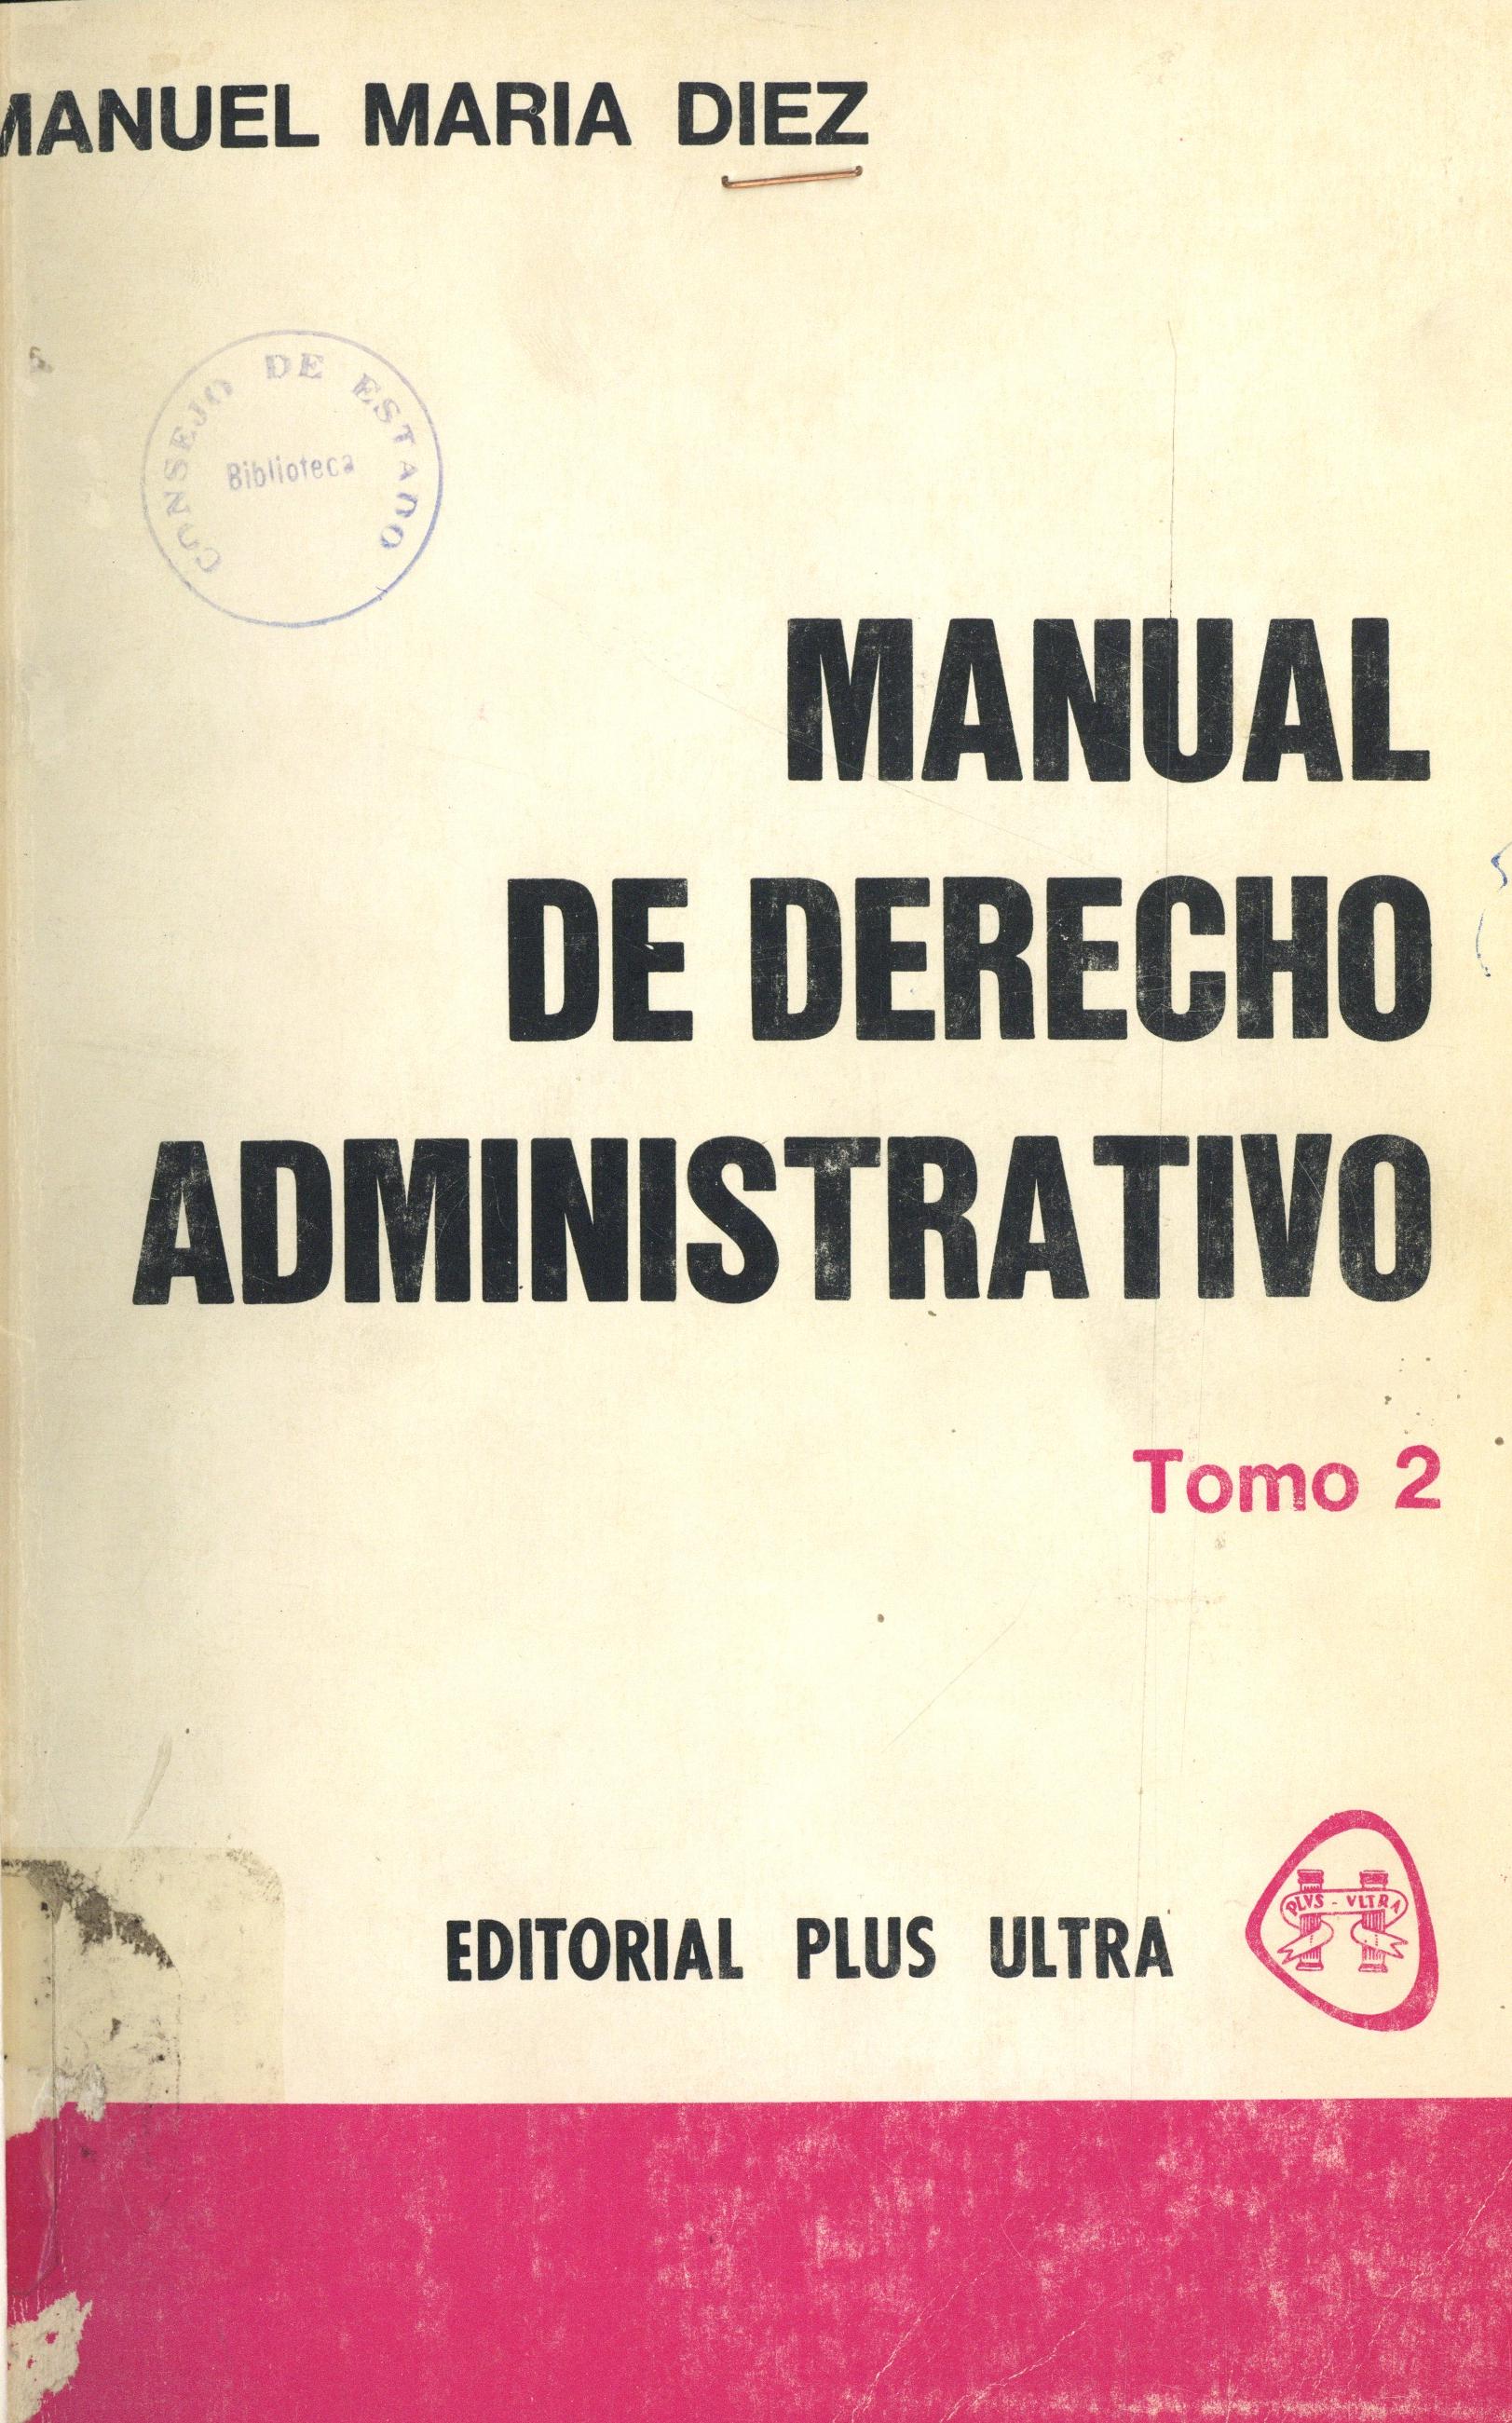 MANUEL MARIA DIEZ
CONSEJO DE ESTADO
Biblioteca
MANUAL
DE DERECHO
ADMINISTRATIVO
Tomo 2
PLVS - VLTRA
EDITORIAL PLUS ULTRA